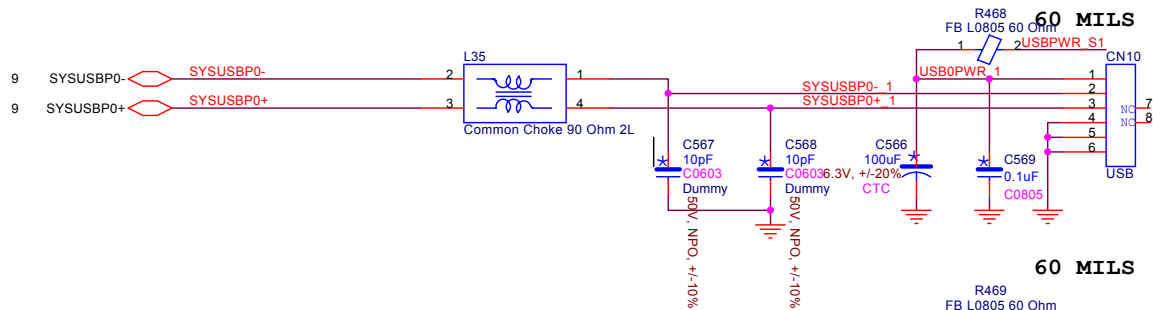 R468
60 MILS
FB L0805 60 Ohm
1
2
USBPWR_S1
CN10
L35
9
SYSUSBP0-
SYSUSBP0-
2
1
USB0PWR_1
1
SYSUSBP0-_1
2
9
SYSUSBP0+
SYSUSBP0+
3
4
SYSUSBP0+_1
3
NC
7
4
NC
8
Common Choke 90 Ohm 2L
5
6
USB
C567
10pF
C0603
Dummy
50V, NPO, +/-10%
C568
10pF
C0603
Dummy
50V, NPO, +/-10%
C566
100uF
6.3V, +/-20%
CTC
C569
0.1uF
C0805
60 MILS
R469
FB L0805 60 Ohm